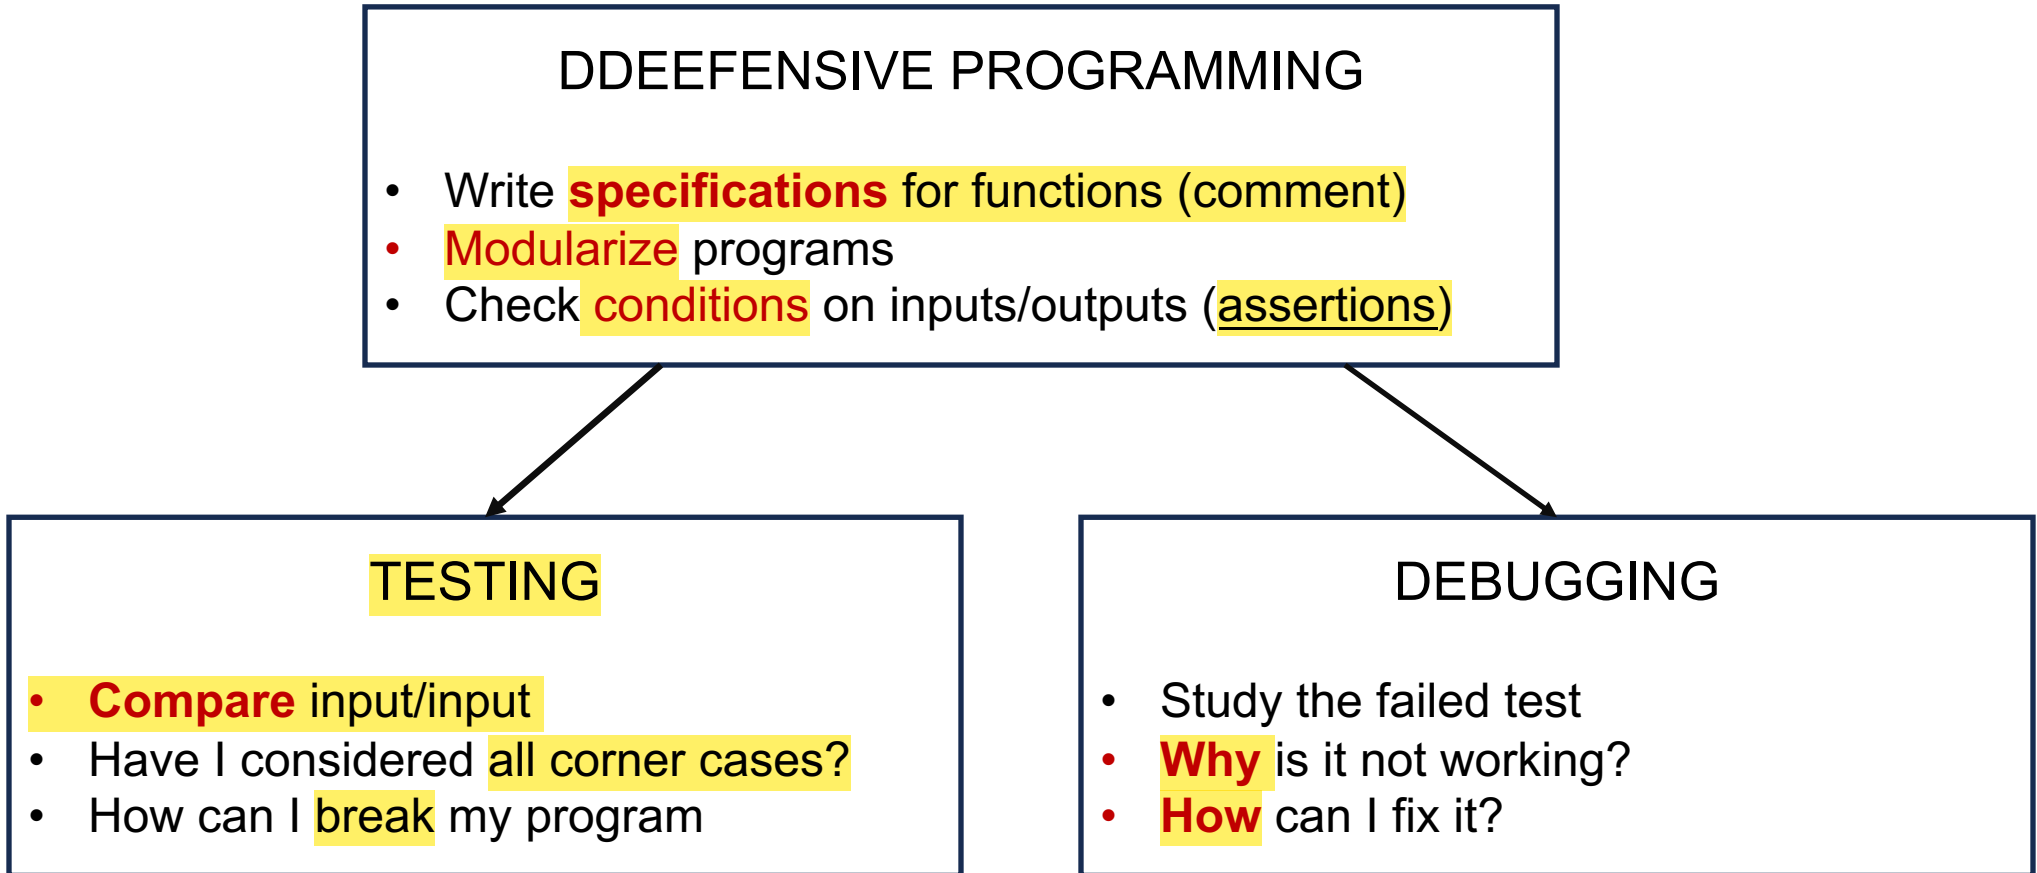 DDEEFENSIVE PROGRAMMING
• Write specifications for functions (comment)
• Modularize programs
• Check conditions on inputs/outputs (assertions)
TESTING
• Compare input/input
• Have I considered all corner cases?
• How can I break my program
DEBUGGING
• Study the failed test
• Why is it not working?
• How can I fix it?